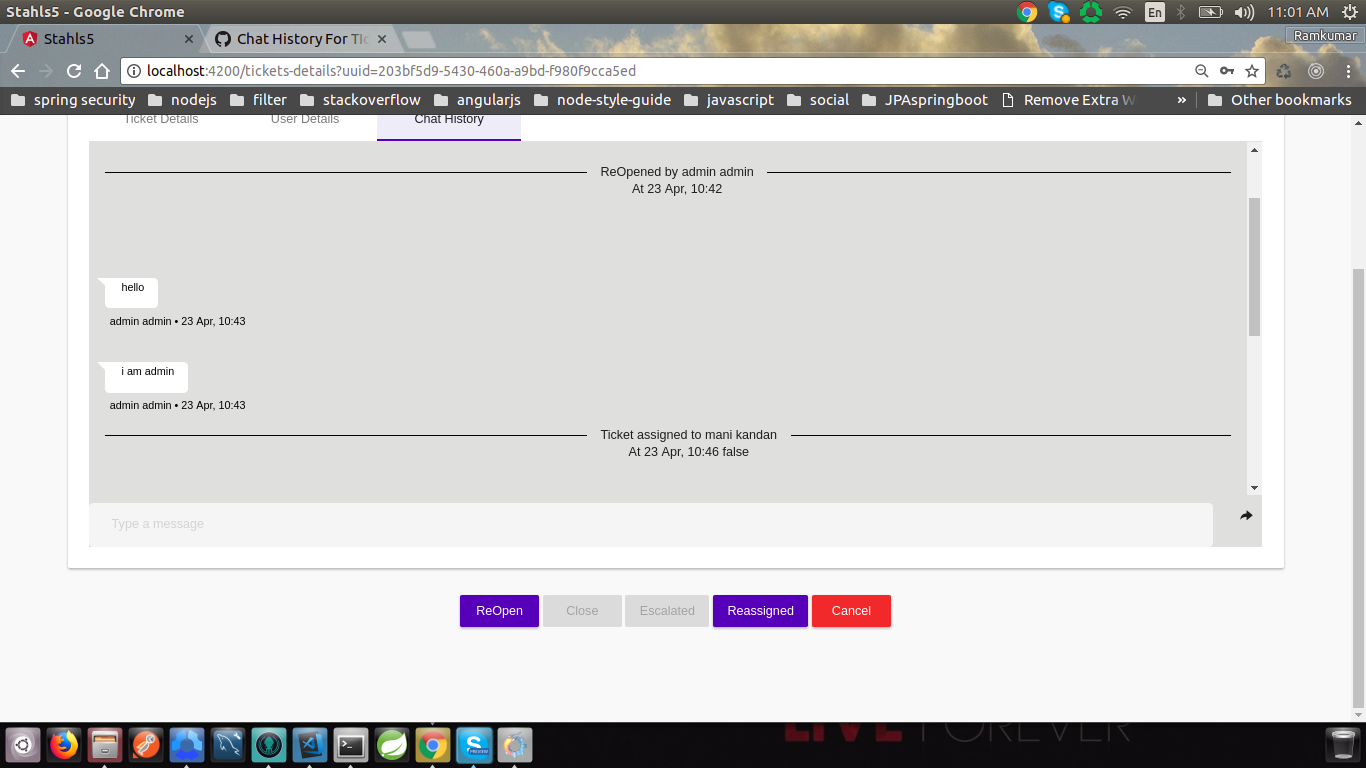 Stahls5 - Google Chrome
En
11:01 AM
Stahls5
Chat History For Tic
Ramkumar
localhost:4200/tickets-details?uuid=203bf5d9-5430-460a-a9bd-f980f9cca5ed
spring security
nodejs
filter
stackoverflow
angularjs
node-style-guide
javascript
social
JPAspringboot
Remove Extra W
»
Other bookmarks
Ticket Details
User Details
Chat History
ReOpened by admin admin
At 23 Apr, 10:42
hello
admin admin • 23 Apr, 10:43
i am admin
admin admin • 23 Apr, 10:43
Ticket assigned to mani kandan
At 23 Apr, 10:46 false
Type a message
ReOpen
Close
Escalated
Reassigned
Cancel
LIVE FOREVER
PREVIEW